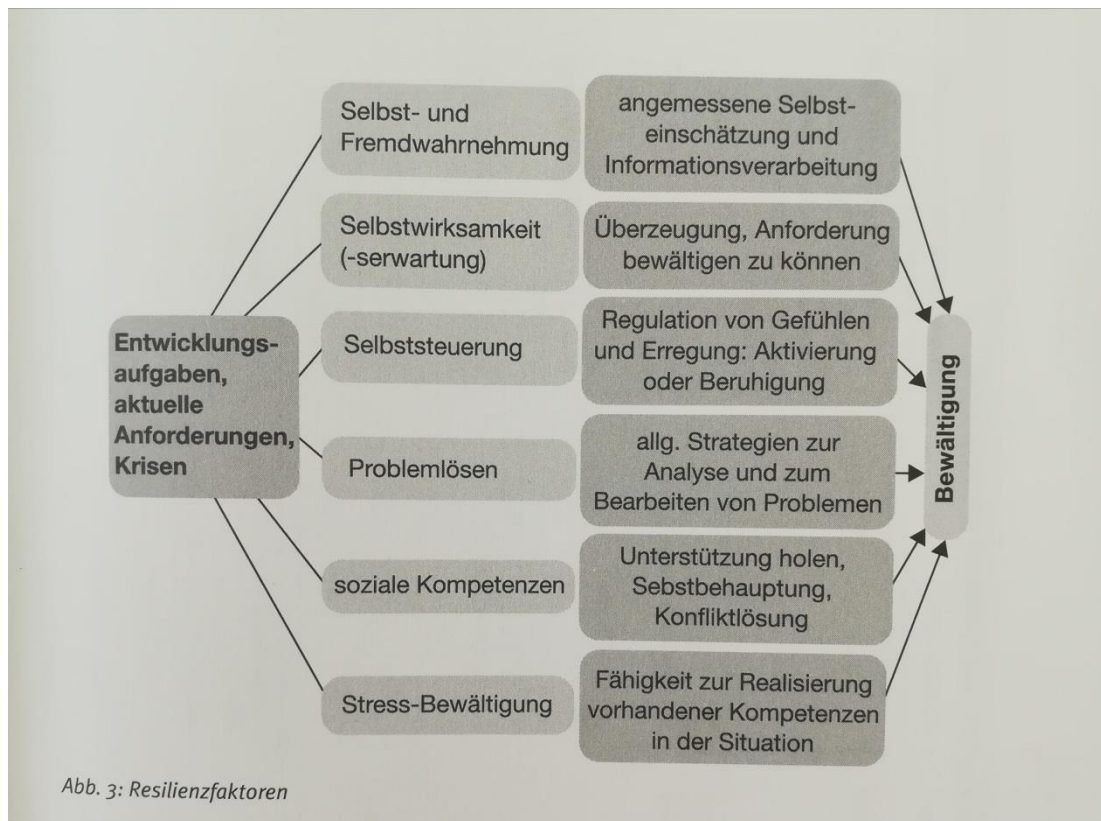 Entwicklungs-
aufgaben,
aktuelle
Anforderungen,
Krisen
Selbst- und
Fremdwahrnehmung
angemessene Selbst-
einschätzung und
Informationsverarbeitung
Selbstwirksamkeit
(-serwartung)
Überzeugung, Anforderung
bewältigen zu können
Selbststeuerung
Regulation von Gefühlen
und Erregung: Aktivierung
oder Beruhigung
Problemlösen
allg. Strategien zur
Analyse und zum
Bearbeiten von Problemen
soziale Kompetenzen
Unterstützung holen,
Sebstbehauptung,
Konfliktlösung
Stress-Bewältigung
Fähigkeit zur Realisierung
vorhandener Kompetenzen
in der Situation
Bewältigung
Abb. 3: Resilienzfaktoren